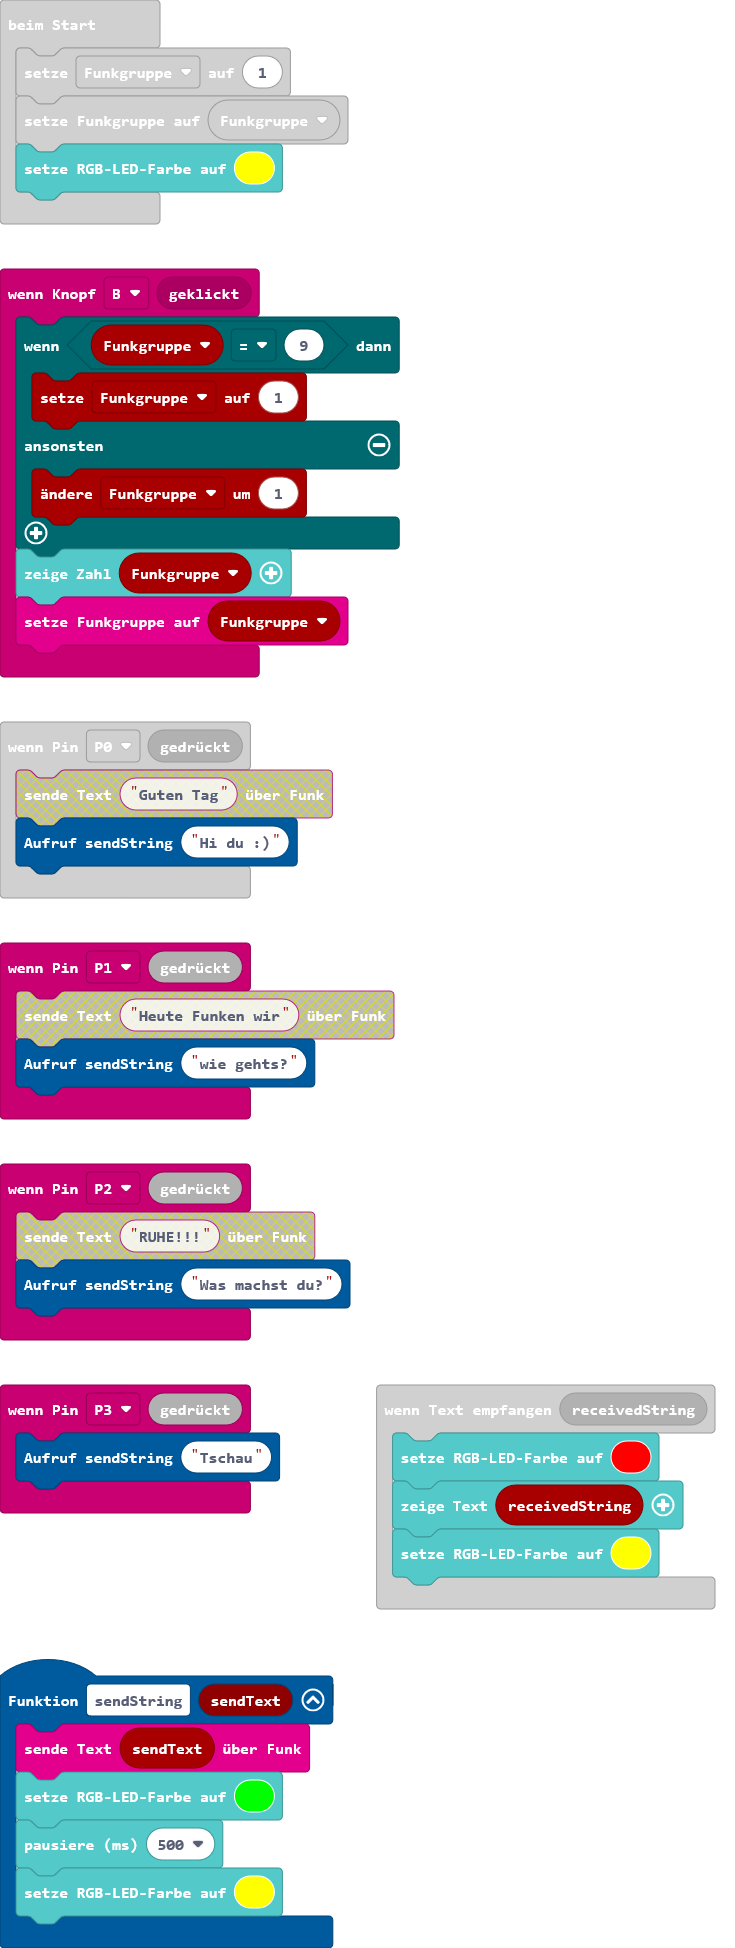 beim Start
setze Funkgruppe auf 1
setze Funkgruppe auf Funkgruppe
setze RGB-LED-Farbe auf
wenn Knopf B geklickt
wenn Funkgruppe = 9 dann
setze Funkgruppe auf 1
ansonsten
ändere Funkgruppe um 1
zeige Zahl Funkgruppe
setze Funkgruppe auf Funkgruppe
wenn Pin P0 gedrückt
sende Text "Guten Tag" über Funk
Aufruf sendString "Hi du :)"
wenn Pin P1 gedrückt
sende Text "Heute Funken wir" über Funk
Aufruf sendString "wie gehts?"
wenn Pin P2 gedrückt
sende Text "RUHE!!!" über Funk
Aufruf sendString "Was machst du?"
wenn Pin P3 gedrückt
Aufruf sendString "Tschau"
wenn Text empfangen receivedString
setze RGB-LED-Farbe auf
zeige Text receivedString
setze RGB-LED-Farbe auf
Funktion sendString sendText
sende Text sendText über Funk
setze RGB-LED-Farbe auf
pausiere (ms) 500
setze RGB-LED-Farbe auf